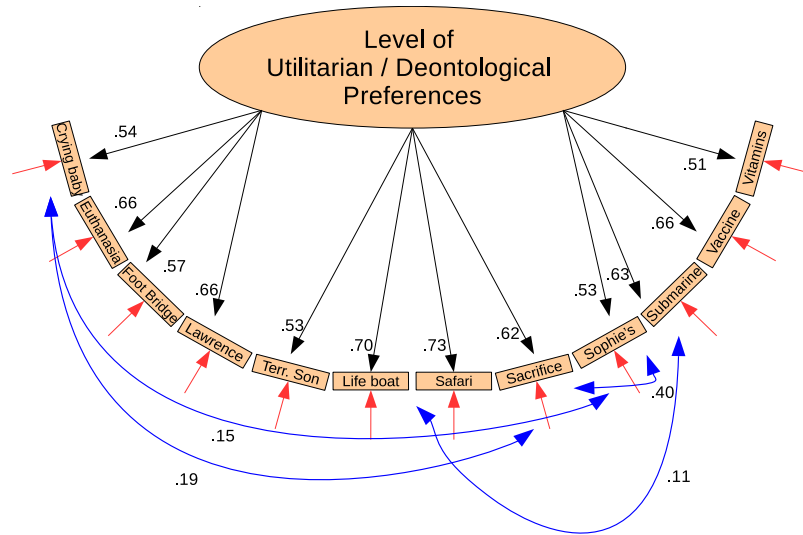 Level of
Utilitarian / Deontological
Preferences
Crying baby
Euthanasia
Foot Bridge
Lawrence
Terr. Son
Life boat
Safari
Sacrifice
Sophie's
Submarine
Vaccine
Vitamins
.54
.66
.57
.66
.53
.70
.73
.62
.53
.63
.66
.51
.15
.19
.40
.11